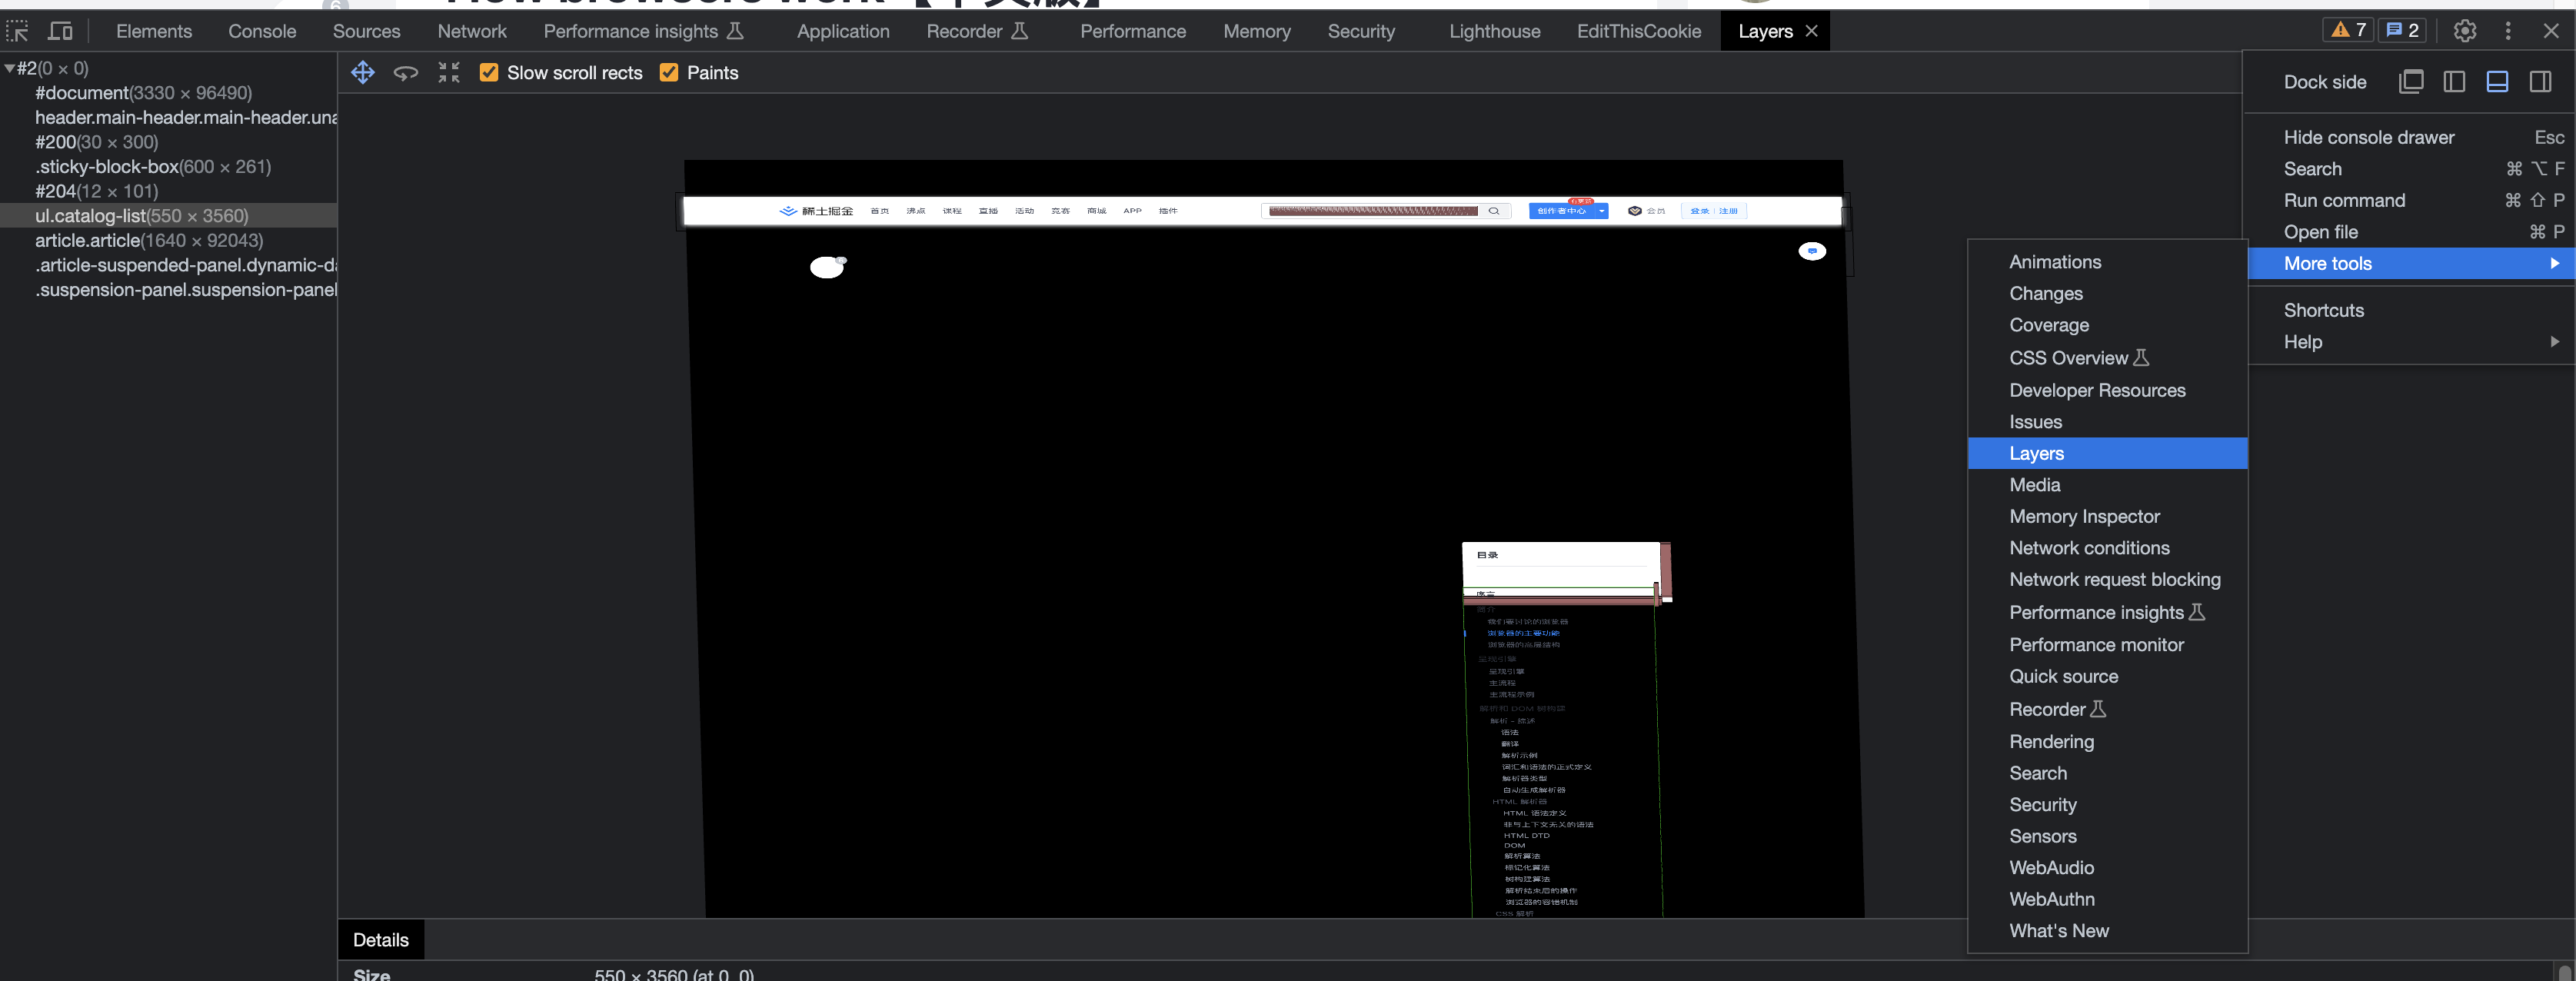 Elements Console Sources Network Performance insights Application Recorder Performance Memory Security Lighthouse EditThisCookie Layers 7 2
#2(0 × 0)
#document(3330 × 96490)
header.main-header.main-header.una
#200(30 × 300)
.sticky-block-box(600 × 261)
#204(12 × 101)
ul.catalog-list(550 × 3560)
article.article(1640 × 92043)
.article-suspended-panel.dynamic-da
.suspension-panel.suspension-panel
Slow scroll rects Paints
稀土掘金 首页 沸点 课程 直播 活动 竞赛 商城 APP 插件 创作者中心 会员 登录 | 注册
目录
序言
简介
我们要讨论的浏览器
浏览器的主要功能
浏览器的高层结构
呈现引擎
呈现引擎
主流程
主流程示例
解析和 DOM 树构建
解析 - 综述
语法
翻译
解析示例
词汇和语法的正式定义
解析器类型
自动生成解析器
HTML 解析器
HTML 语法定义
非与上下文无关的语法
HTML DTD
DOM
解析算法
标记化算法
树构建算法
解析结束后的操作
浏览器的容错机制
CSS 解析
Details
Size 550 × 3560 (at 0, 0)
Dock side
Hide console drawer Esc
Search ⌘ ⌥ F
Run command ⌘ ⇧ P
Open file ⌘ P
More tools
Shortcuts
Help
Animations
Changes
Coverage
CSS Overview
Developer Resources
Issues
Layers
Media
Memory Inspector
Network conditions
Network request blocking
Performance insights
Performance monitor
Quick source
Recorder
Rendering
Search
Security
Sensors
WebAudio
WebAuthn
What's New